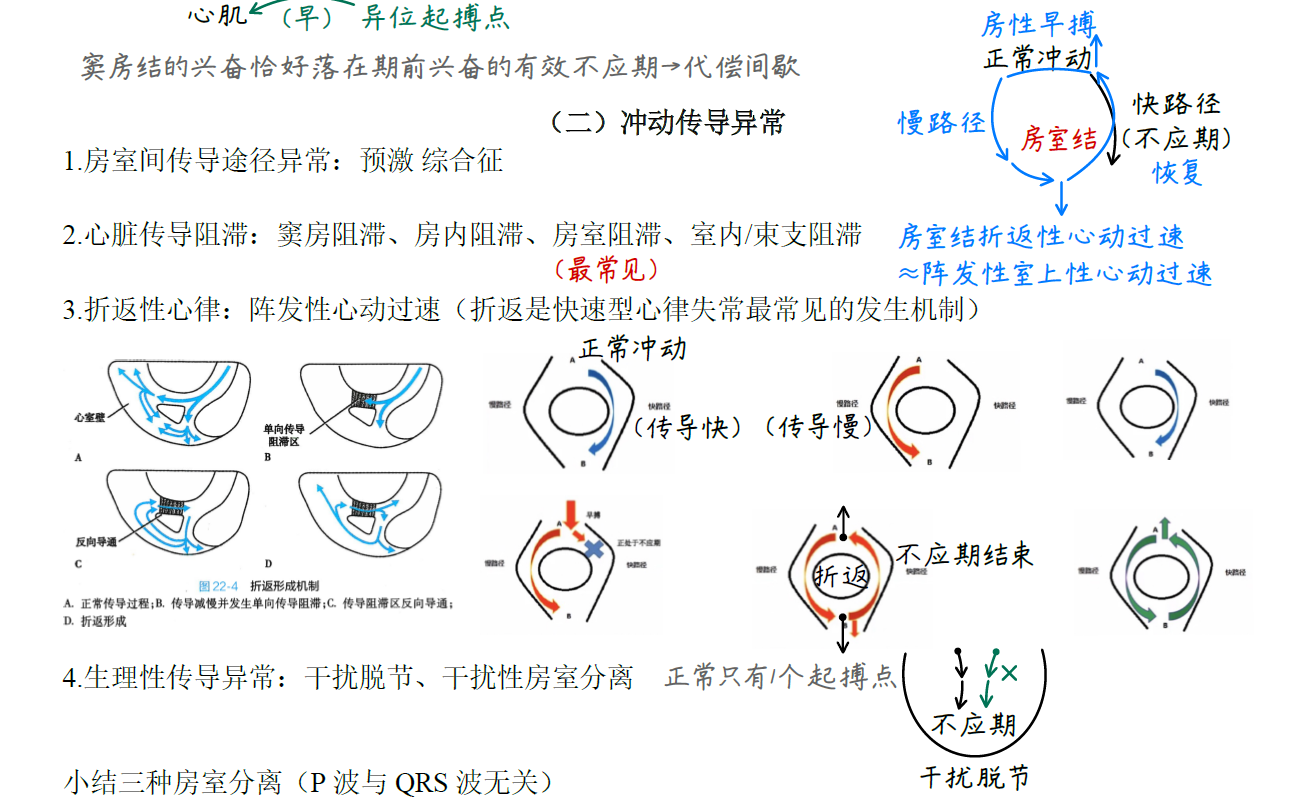 心肌 （早） 异位起搏点
窦房结的兴奋恰好落在期前兴奋的有效不应期→代偿间歇
房性早搏
正常冲动
慢路径
房室结
快路径
（不应期）
恢复
（二）冲动传导异常
1.房室间传导途径异常：预激 综合征
2.心脏传导阻滞：窦房阻滞、房内阻滞、房室阻滞、室内/束支阻滞
（最常见）
房室结折返性心动过速
≈阵发性室上性心动过速
3.折返性心律：阵发性心动过速（折返是快速型心律失常最常见的发生机制）
心室壁
A
单向传导
阻滞区
B
反向导通
C
D
图22-4 折返形成机制
A. 正常传导过程；B. 传导减慢并发生单向传导阻滞；C. 传导阻滞区反向导通；
D. 折返形成
正常冲动
A
慢路径
快路径
B
（传导快）
A
慢路径
快路径
B
（传导慢）
A
慢路径
快路径
B
早搏
A
正处于不应期
慢路径
快路径
B
A
不应期结束
慢路径
折返
快路径
B
A
慢路径
快路径
B
4.生理性传导异常：干扰脱节、干扰性房室分离
正常只有1个起搏点
不应期
干扰脱节
小结三种房室分离（P 波与 QRS 波无关）